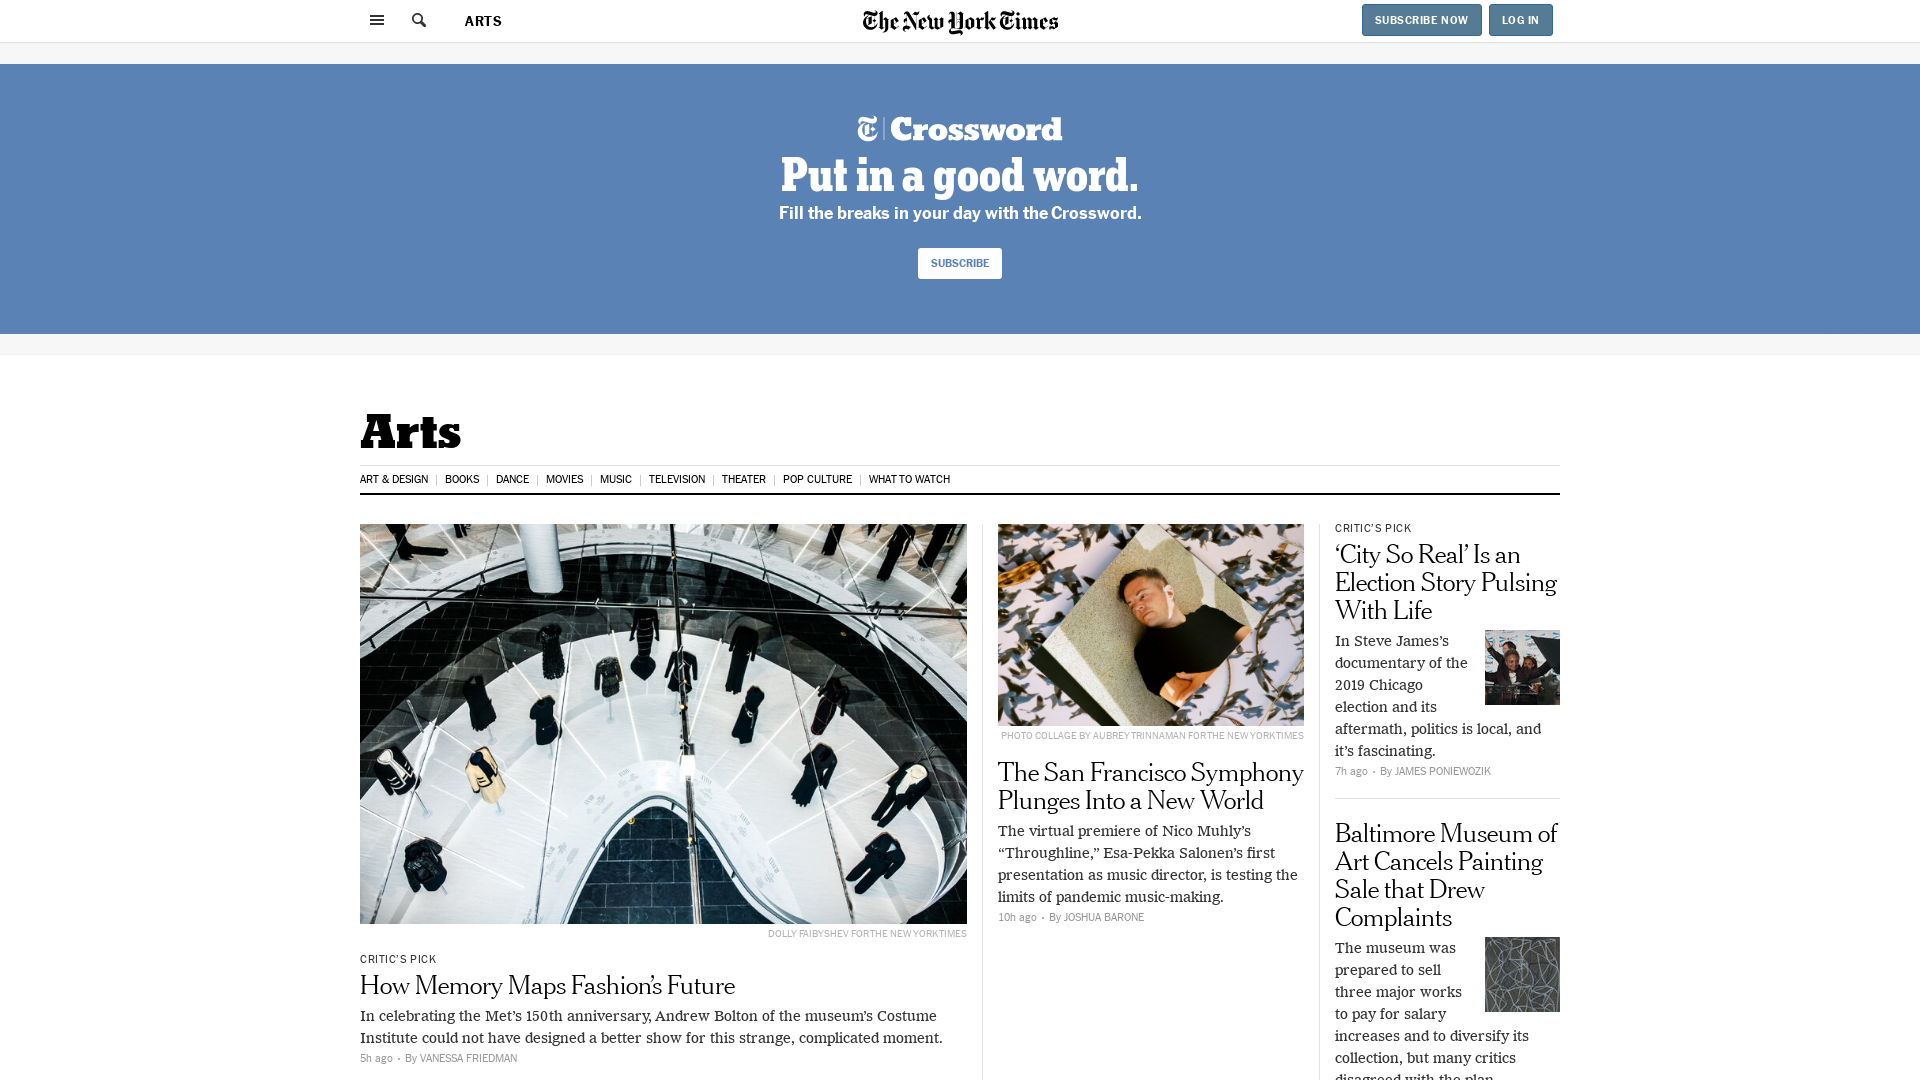 ARTS
The New York Times
SUBSCRIBE NOW
LOG IN
T | Crossword
Put in a good word.
Fill the breaks in your day with the Crossword.
SUBSCRIBE
Arts
ART & DESIGN | BOOKS | DANCE | MOVIES | MUSIC | TELEVISION | THEATER | POP CULTURE | WHAT TO WATCH
DOLLY FAIBYSHEV FOR THE NEW YORK TIMES
CRITIC'S PICK
How Memory Maps Fashion’s Future
In celebrating the Met’s 150th anniversary, Andrew Bolton of the museum’s Costume
Institute could not have designed a better show for this strange, complicated moment.
5h ago • By VANESSA FRIEDMAN
PHOTO COLLAGE BY AUBREY TRINNAMAN FOR THE NEW YORK TIMES
The San Francisco Symphony
Plunges Into a New World
The virtual premiere of Nico Muhly’s
“Throughline,” Esa-Pekka Salonen’s first
presentation as music director, is testing the
limits of pandemic music-making.
10h ago • By JOSHUA BARONE
CRITIC’S PICK
‘City So Real’ Is an
Election Story Pulsing
With Life
In Steve James’s
documentary of the
2019 Chicago
election and its
aftermath, politics is local, and
it’s fascinating.
7h ago • By JAMES PONIEWOZIK
Baltimore Museum of
Art Cancels Painting
Sale that Drew
Complaints
The museum was
prepared to sell
three major works
to pay for salary
increases and to diversify its
collection, but many critics
disagreed with the plan.